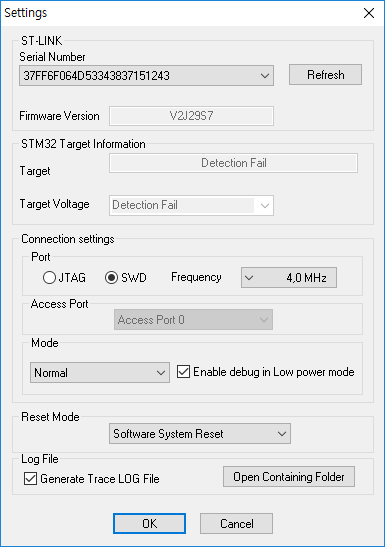 Settings
ST-LINK
Serial Number
37FF6F064D53343837151243
Refresh
Firmware Version
V2J29S7
STM32 Target Information
Target
Detection Fail
Target Voltage
Detection Fail
Connection settings
Port
JTAG
SWD
Frequency
4,0 MHz
Access Port
Access Port 0
Mode
Normal
Enable debug in Low power mode
Reset Mode
Software System Reset
Log File
Generate Trace LOG File
Open Containing Folder
OK
Cancel